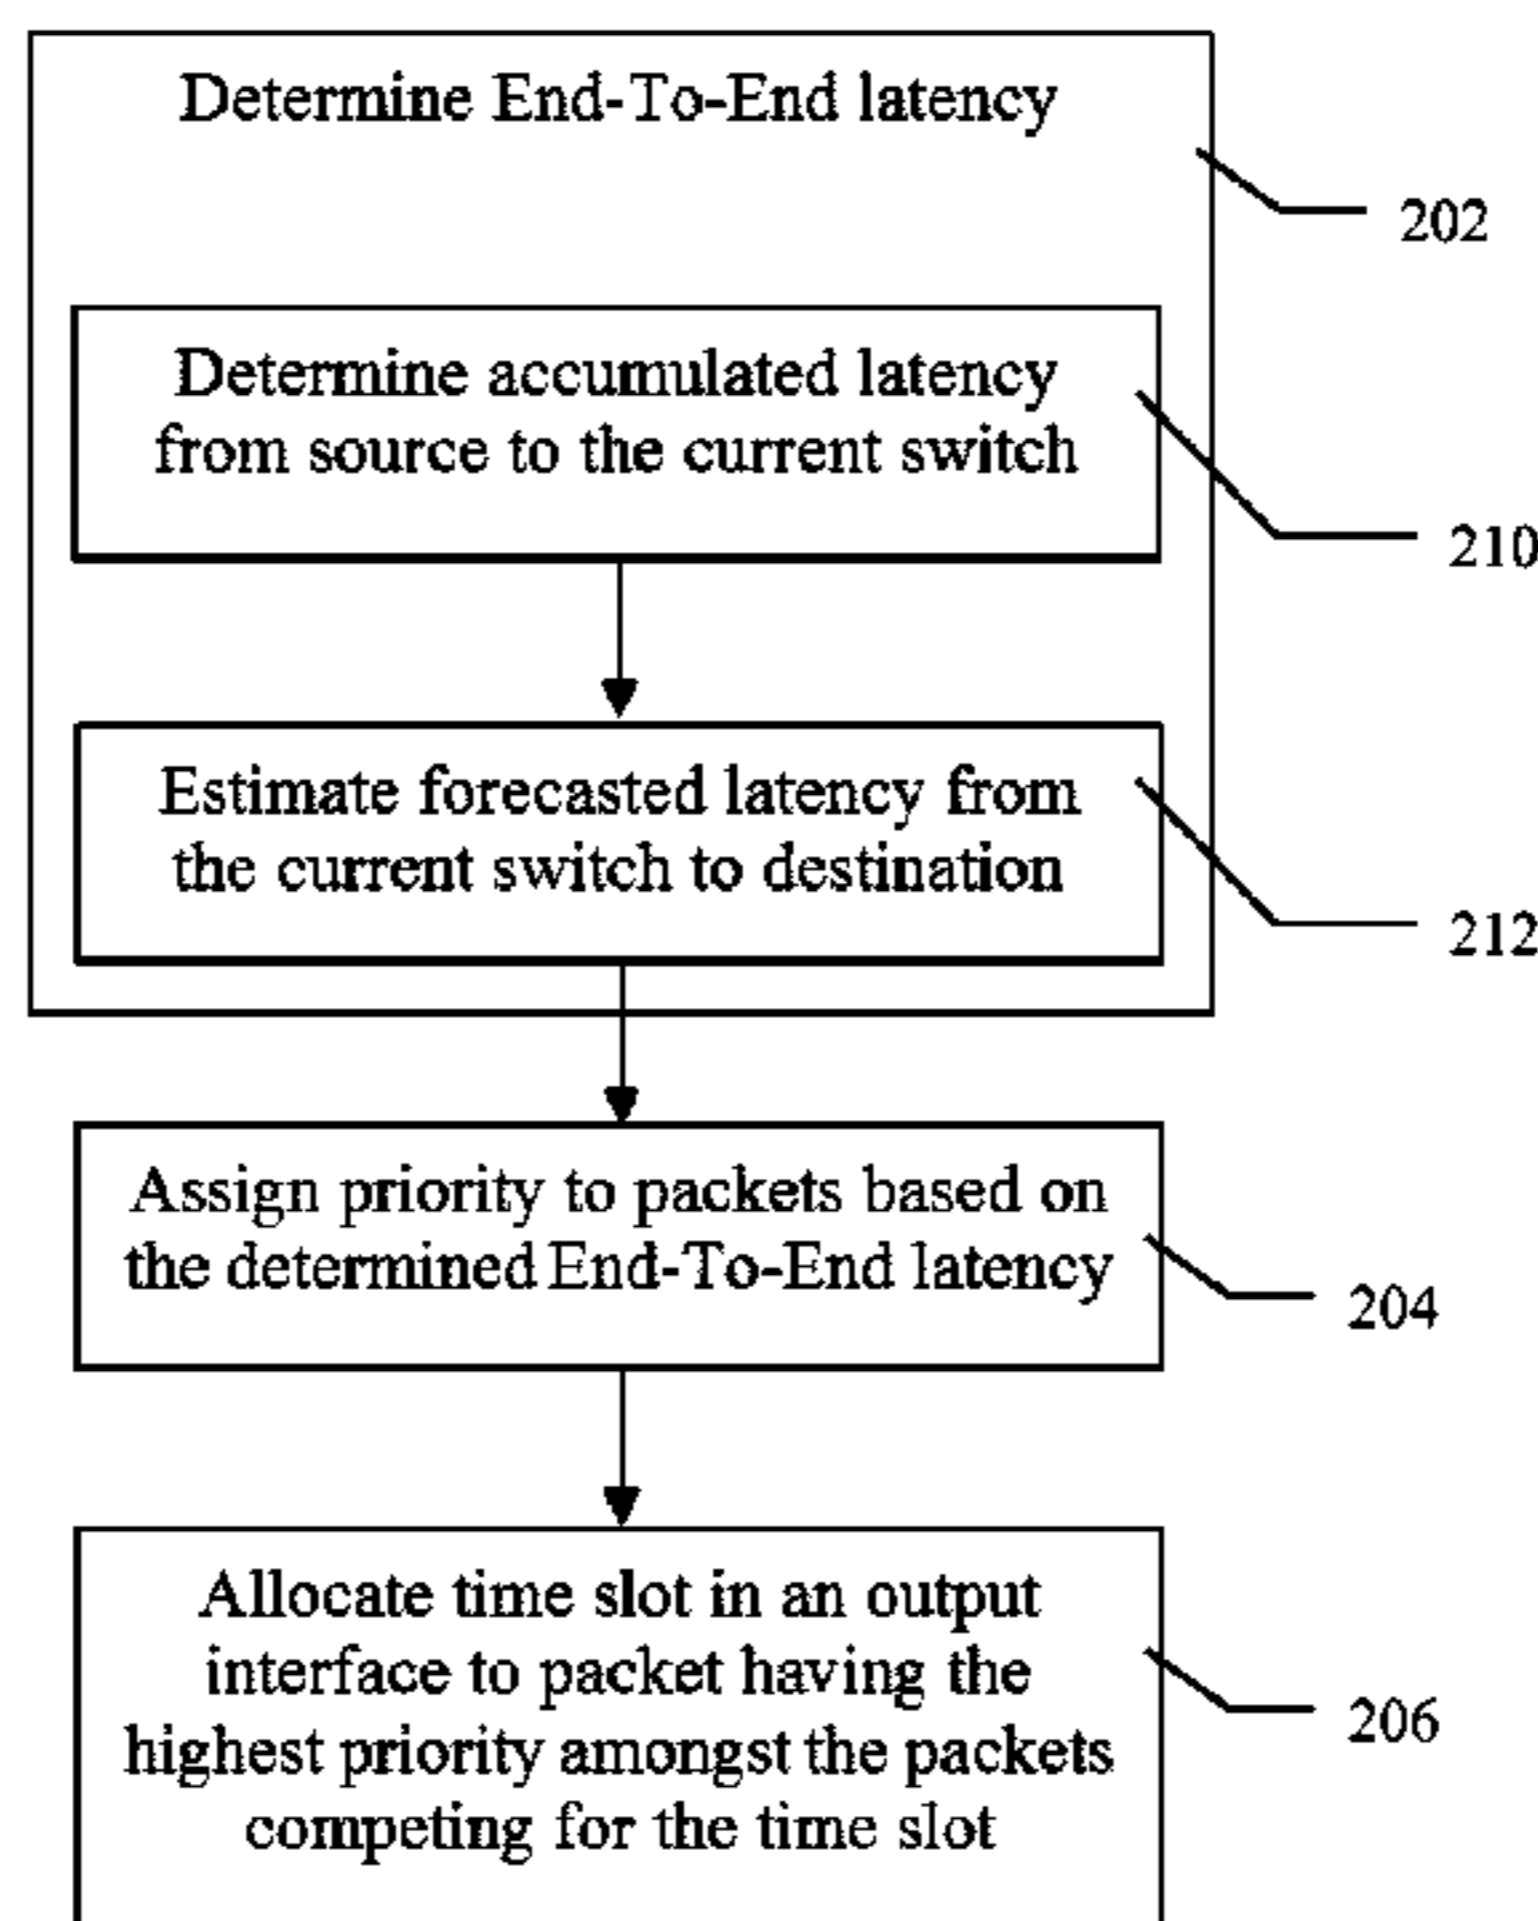 Determine End-To-End latency
202
Determine accumulated latency
from source to the current switch
210
Estimate forecasted latency from
the current switch to destination
212
Assign priority to packets based on
the determined End-To-End latency
204
Allocate time slot in an output
interface to packet having the
highest priority amongst the packets
competing for the time slot
206